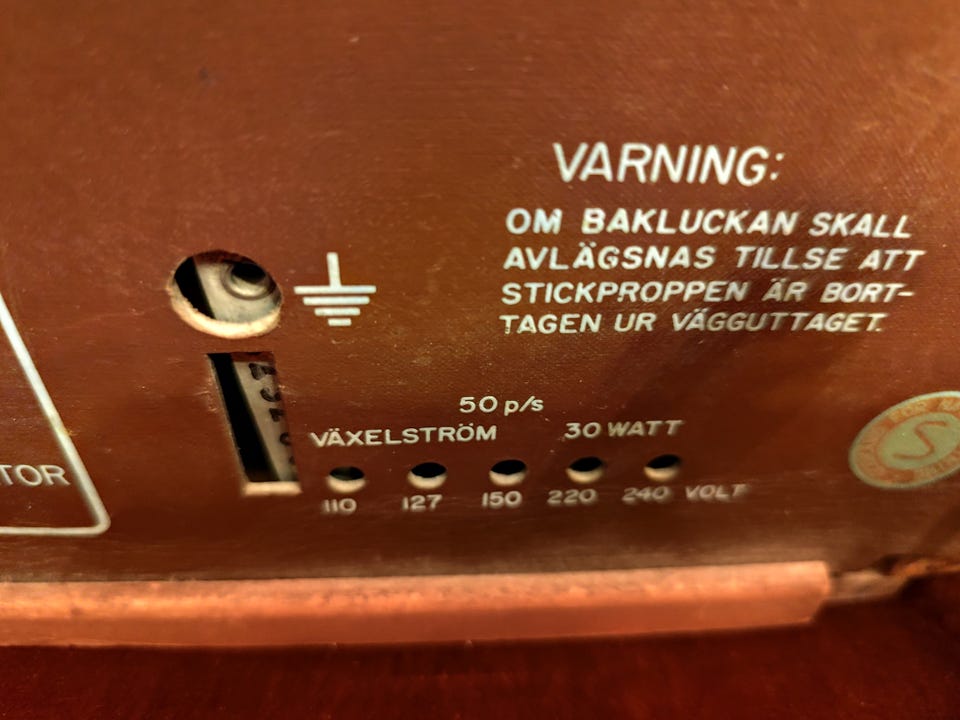 VARNING:
OM BAKLUCKAN SKALL
AVLÄGSNAS TILLSE ATT
STICKPROPPEN ÄR BORT-
TAGEN UR VÄGGUTTAGET.
50 p/s
VÄXELSTRÖM 30 WATT
110 127 150 220 240 VOLT
TOR
S